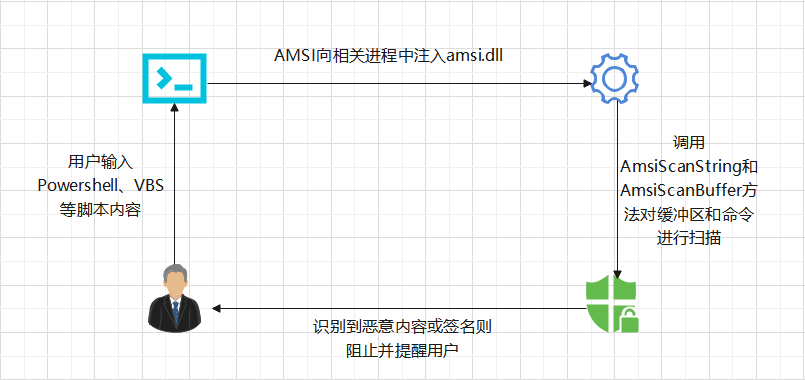 AMSI向相关进程中注入amsi.dll
用户输入
Powershell、VBS
等脚本内容
调用
AmsiScanString和
AmsiScanBuffer方
法对缓冲区和命令
进行扫描
识别到恶意内容或签名则
阻止并提醒用户